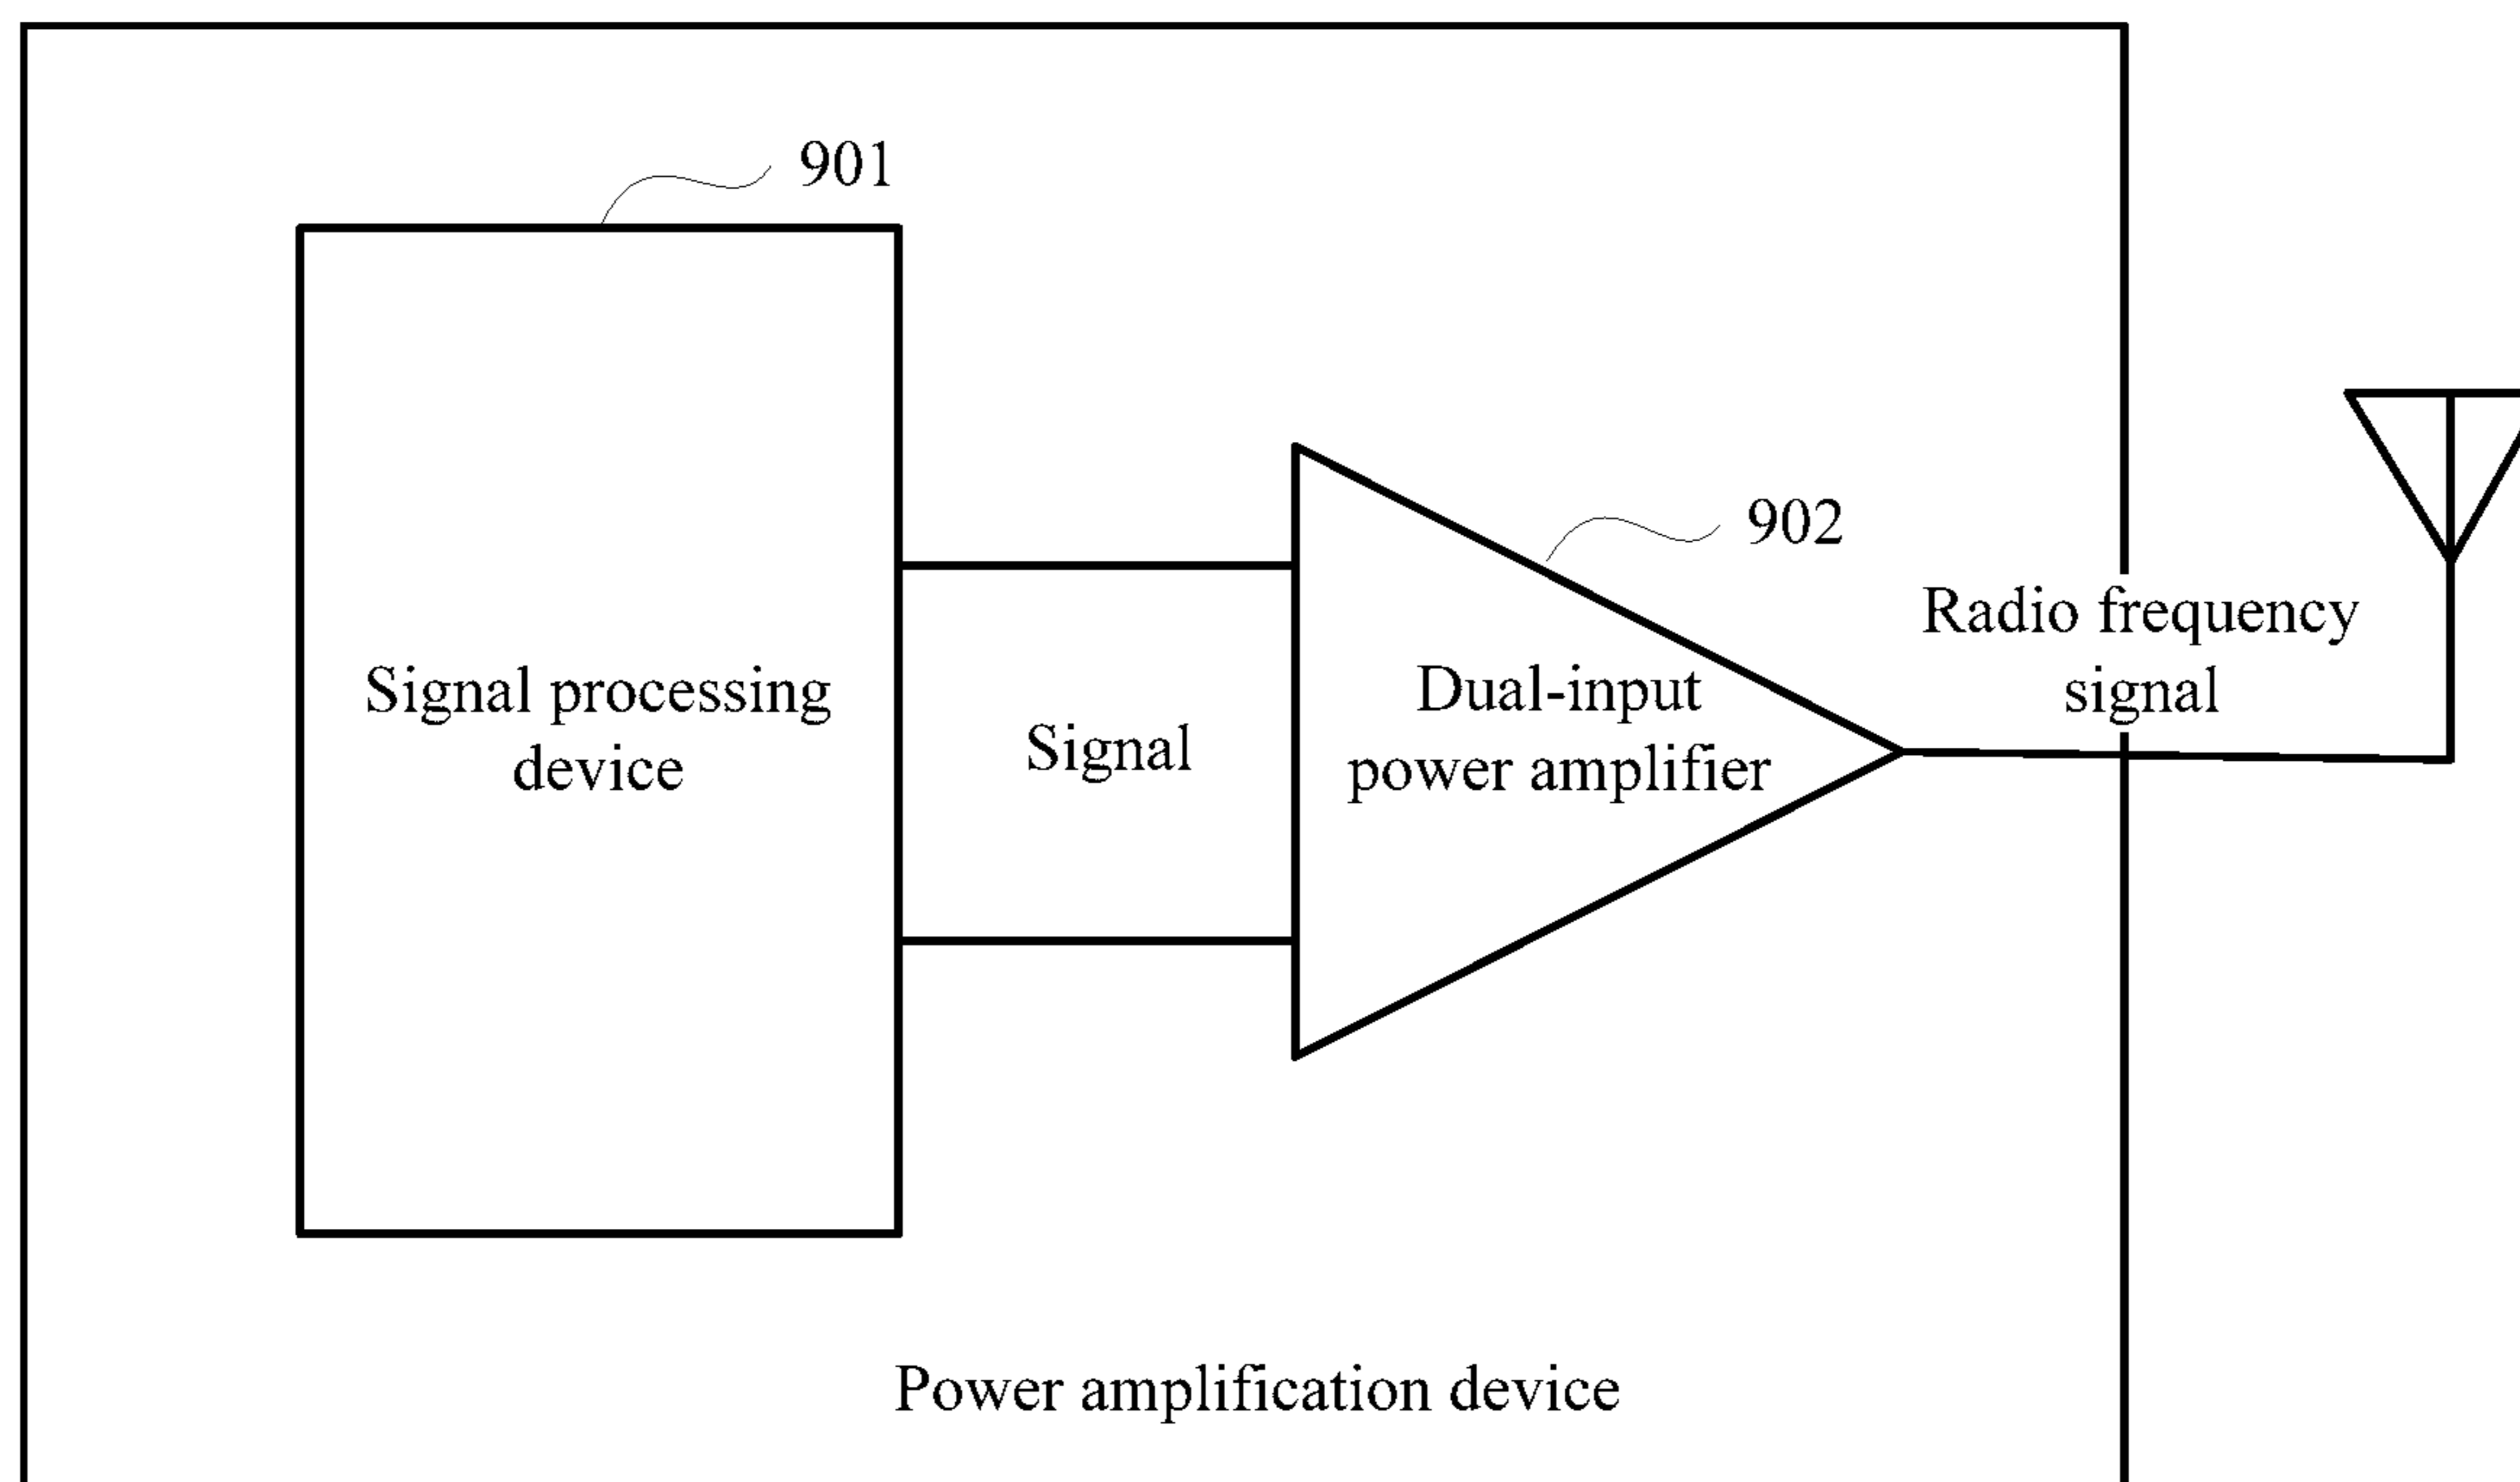 901
902
Radio frequency
signal
Signal processing
device
Signal
Dual-input
power amplifier
Power amplification device